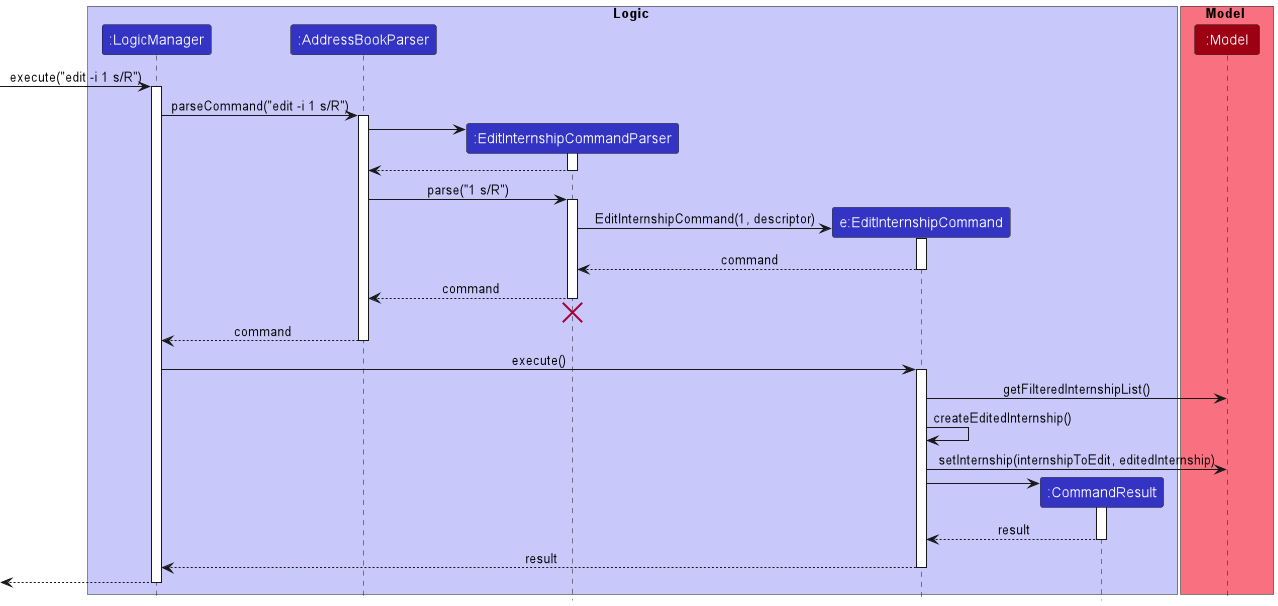 Logic
Model
:LogicManager
:AddressBookParser
:Model
execute("edit -i 1 s/R")
parseCommand("edit -i 1 s/R")
:EditInternshipCommandParser
parse("1 s/R")
EditInternshipCommand(1, descriptor)
e:EditInternshipCommand
command
command
command
execute()
getFilteredInternshipList()
createEditedInternship()
setInternship(internshipToEdit, editedInternship)
:CommandResult
result
result